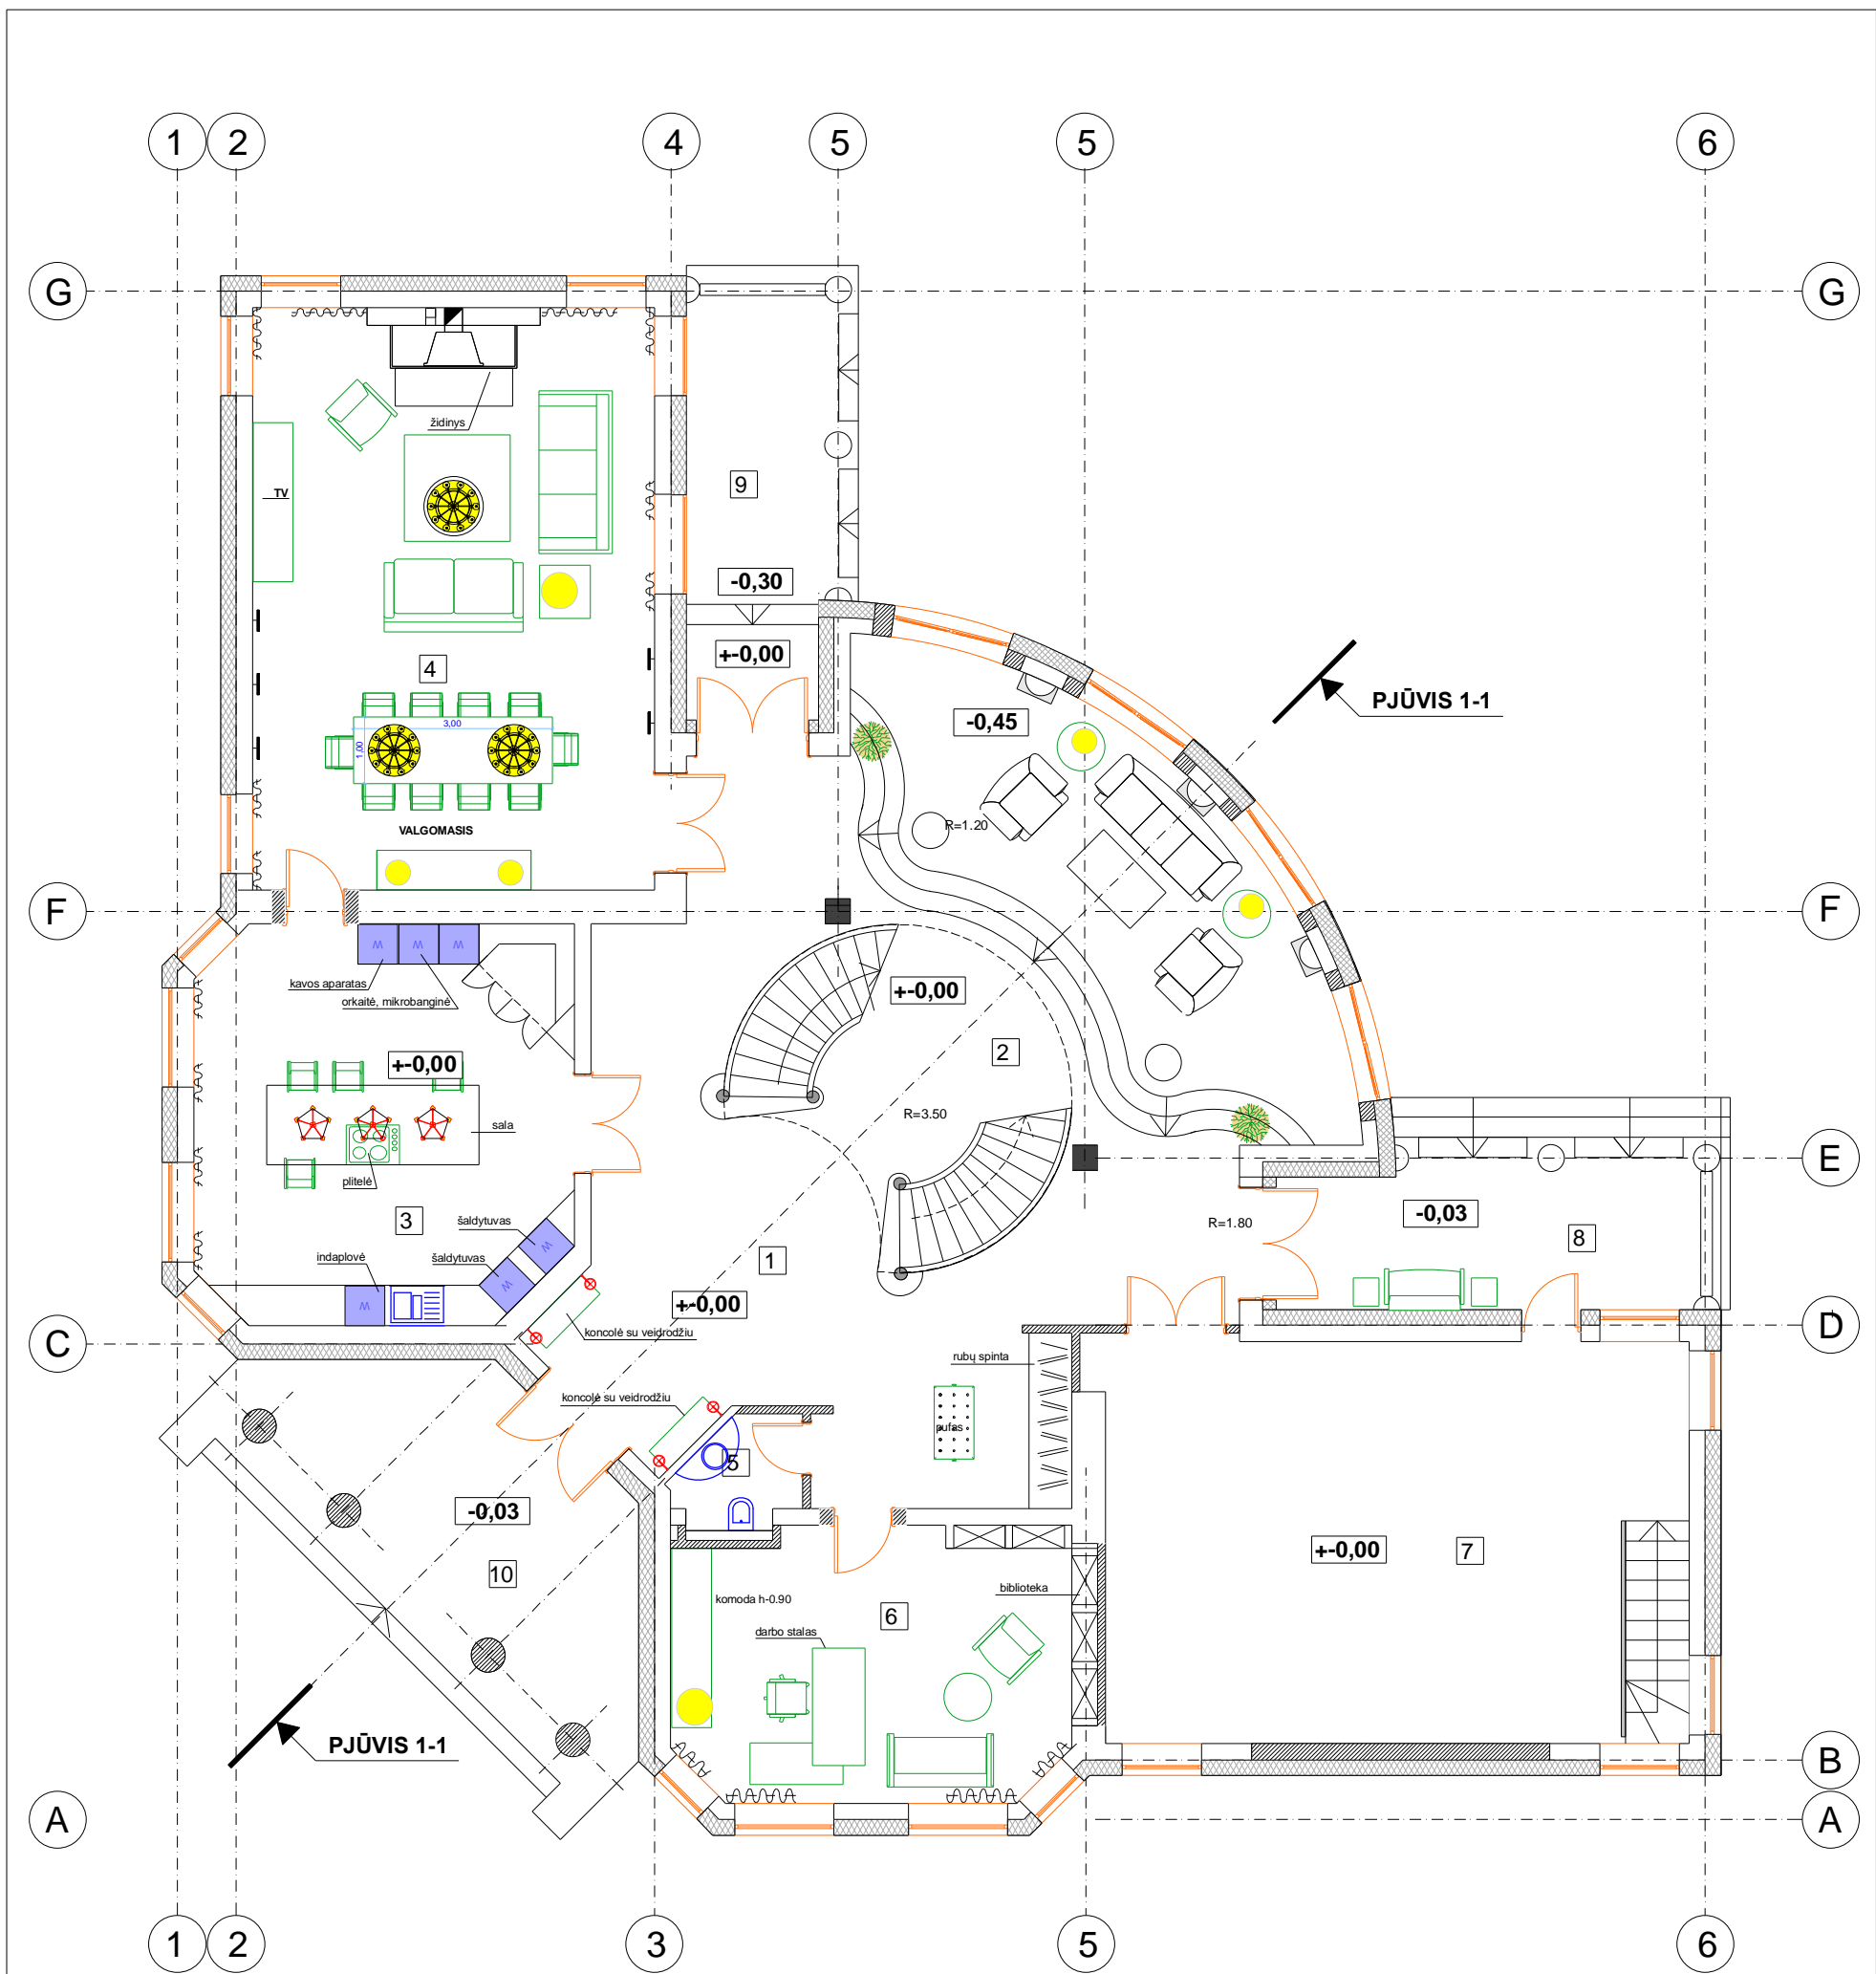 1 2 4 5 5 6
G G
židinys
TV
9
-0,30
+-0,00
4
PJŪVIS 1-1
-0,45
3,00
1,00
R=1.20
VALGOMASIS
F F
kavos aparatas
orkaitė, mikrobanginė
+-0,00
2
+-0,00
R=3.50
sala
E
plitelė
-0,03
3
šaldytuvas
R=1.80
8
indaplovė
šaldytuvas
1
+-0,00
koncolė su veidrodžiu
D
C
rubų spinta
koncolė su veidrodžiu
pufas
5
-0,03
+-0,00
7
10
biblioteka
komoda h-0.90
6
darbo stalas
PJŪVIS 1-1
B
A A
1 2 3 5 6